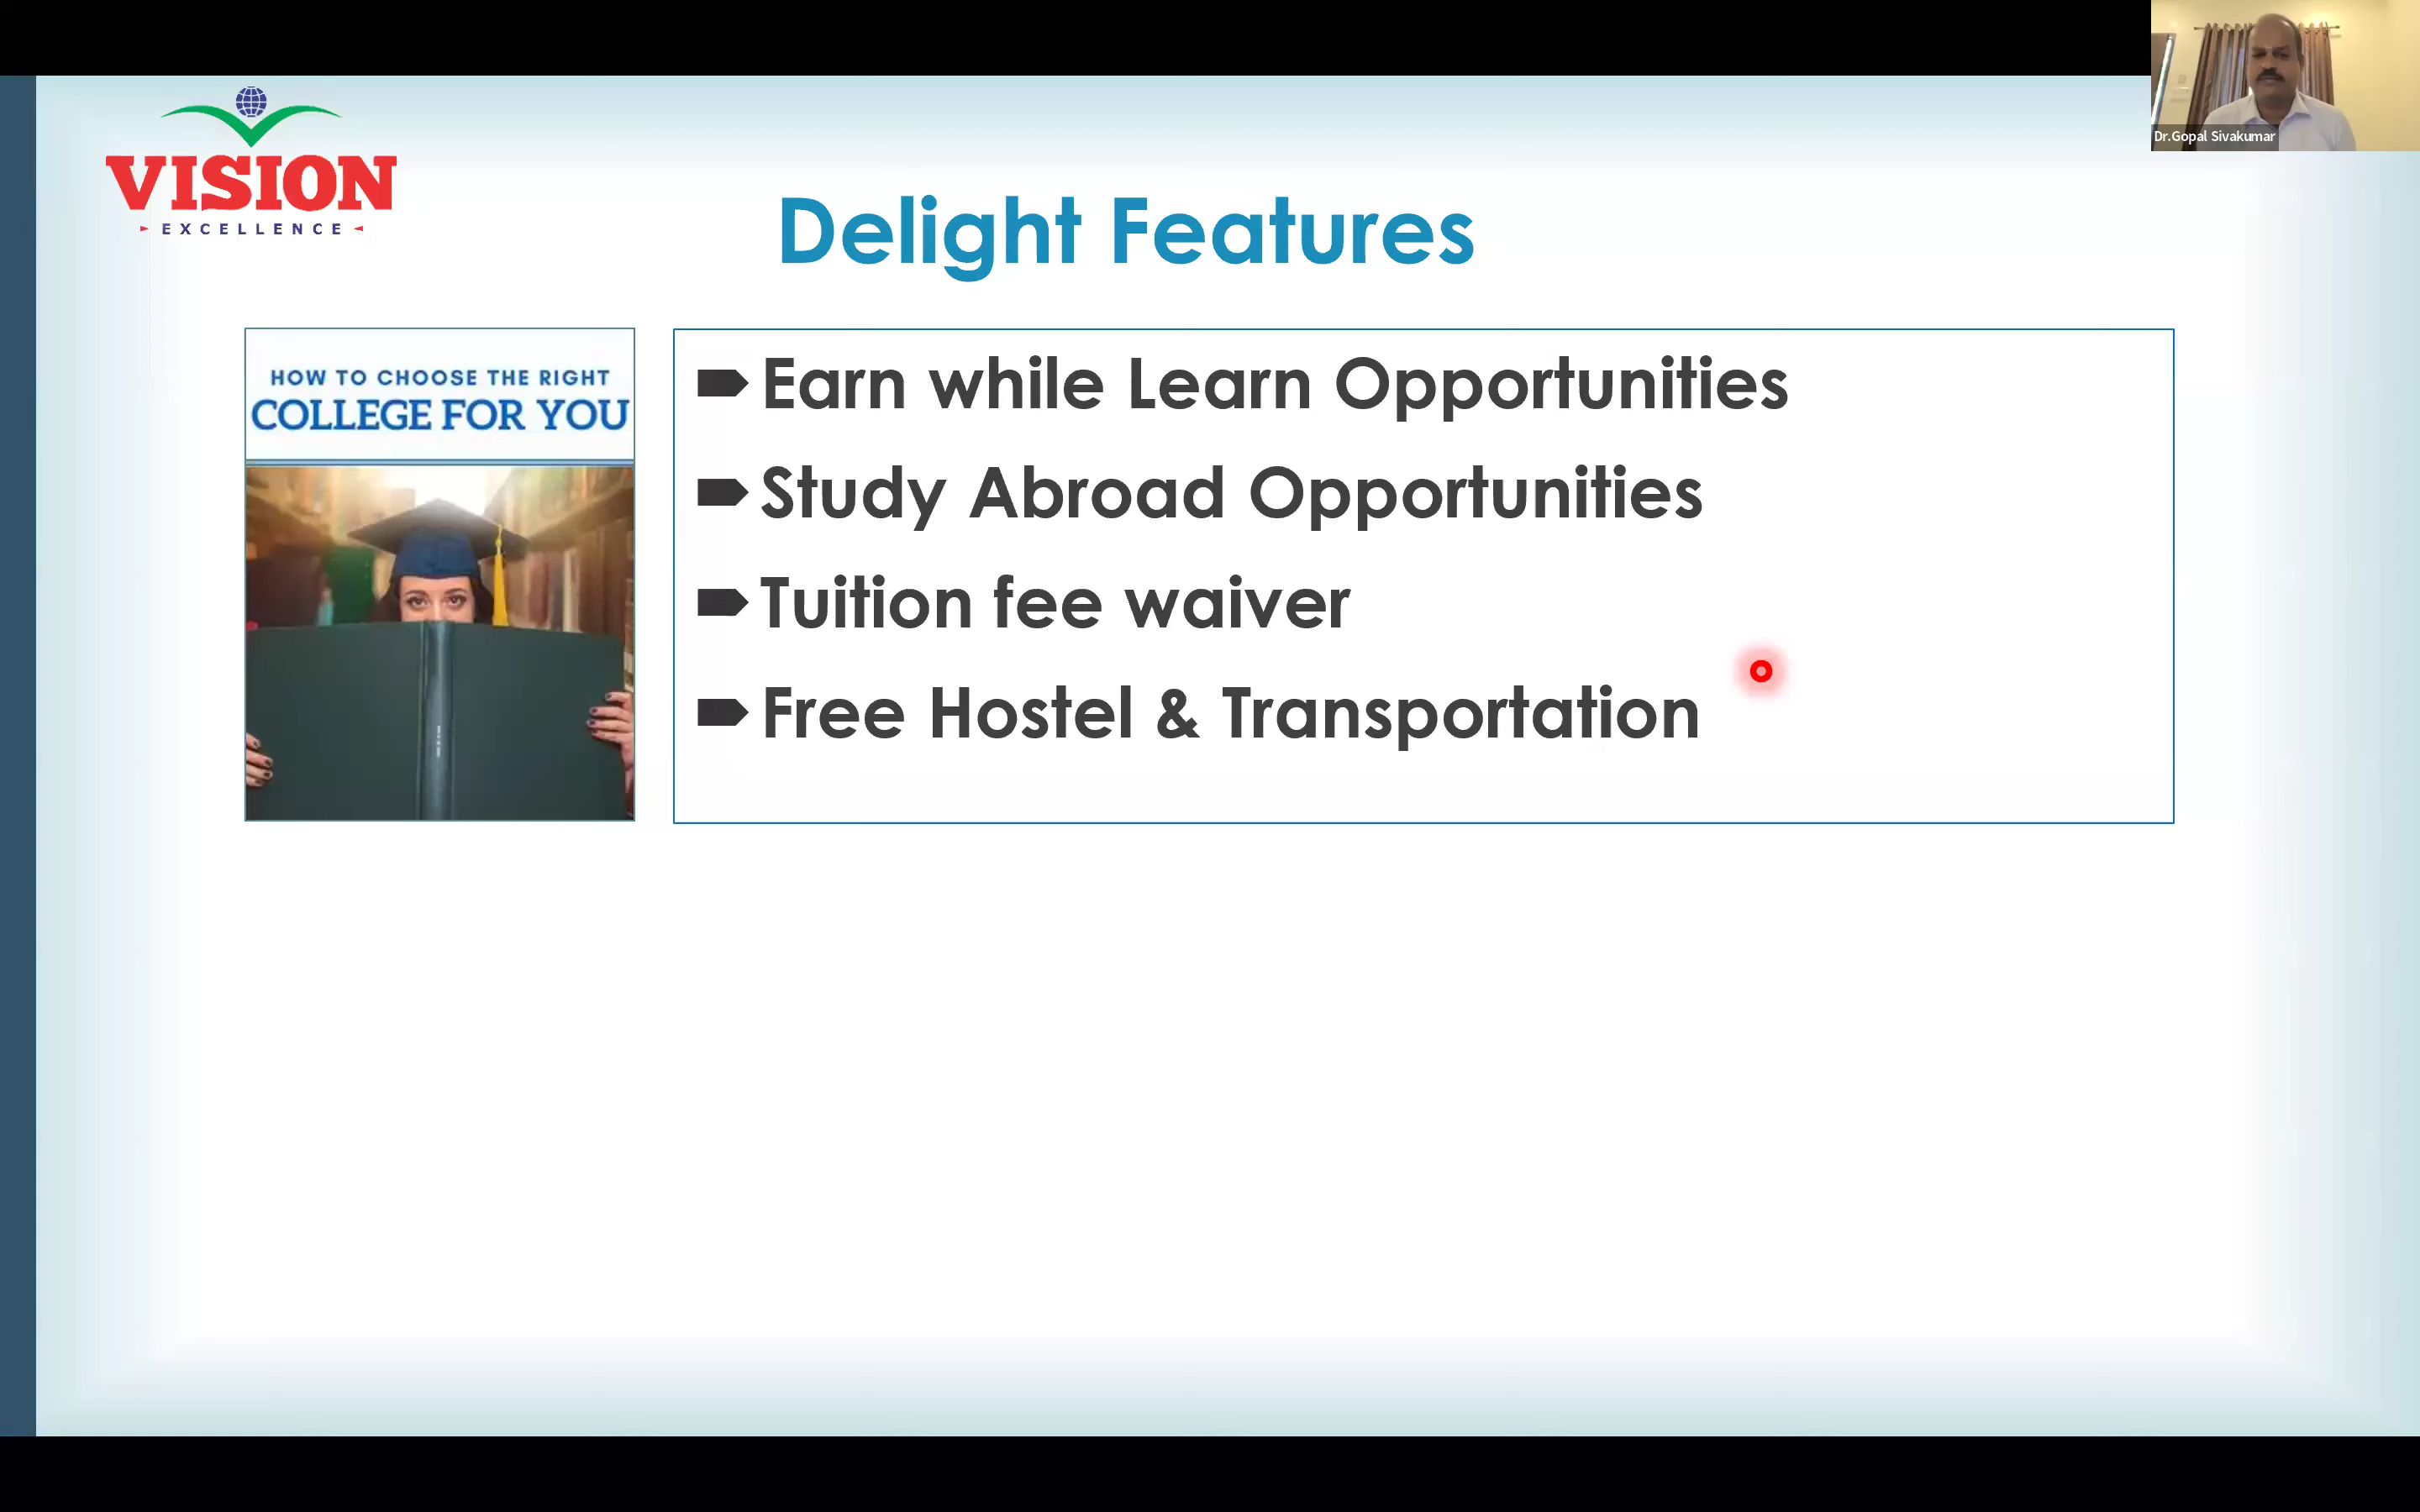 VISION
EXCELLENCE
Dr.Gopal Sivakumar
Delight Features
HOW TO CHOOSE THE RIGHT
COLLEGE FOR YOU
Earn while Learn Opportunities
Study Abroad Opportunities
Tuition fee waiver
Free Hostel & Transportation